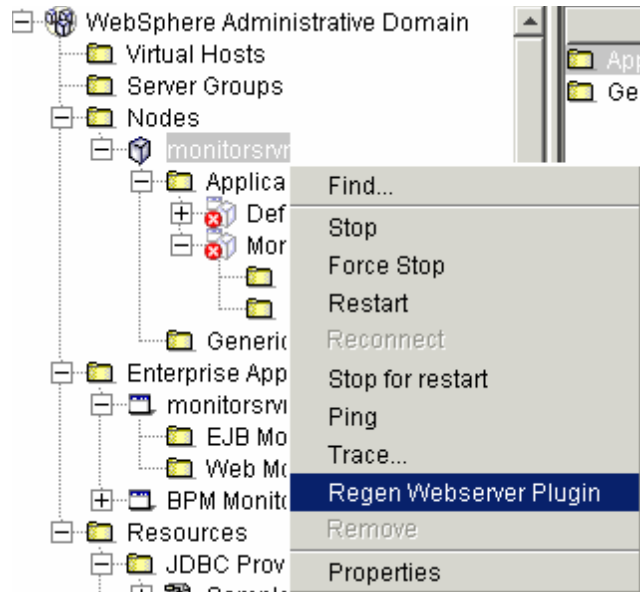 WebSphere Administrative Domain
Virtual Hosts
Server Groups
Nodes
monitorsrvr
Applica
Def
Mor
Generic
Enterprise App
monitorsrvi
EJB Mo
Web Mo
BPM Monito
Resources
JDBC Prov
App
Ge
Find...
Stop
Force Stop
Restart
Reconnect
Stop for restart
Ping
Trace...
Regen Webserver Plugin
Remove
Properties